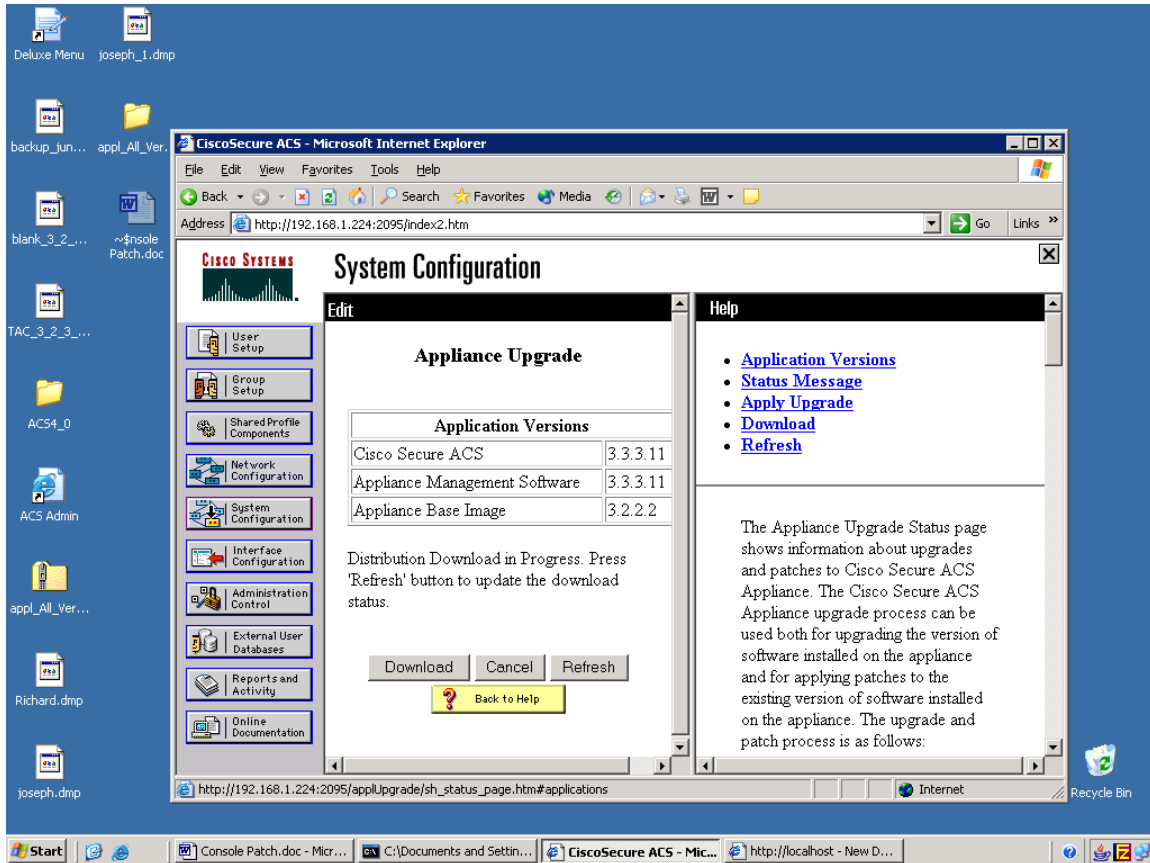 Deluxe Menu
joseph_1.dmp
backup_jun...
appl_All_Ver.
blank_3_2_...
~$nsole
Patch.doc
TAC_3_2_3_...
ACS4_0
ACS Admin
appl_All_Ver...
Richard.dmp
joseph.dmp
Recycle Bin
CiscoSecure ACS - Microsoft Internet Explorer
File Edit View Favorites Tools Help
Back Search Favorites Media
Address http://192.168.1.224:2095/index2.htm Go Links »
CISCO SYSTEMS
System Configuration
User
Setup
Group
Setup
Shared Profile
Components
Network
Configuration
System
Configuration
Interface
Configuration
Administration
Control
External User
Databases
Reports and
Activity
Online
Documentation
Edit
Appliance Upgrade
Application Versions
Cisco Secure ACS 3.3.3.11
Appliance Management Software 3.3.3.11
Appliance Base Image 3.2.2.2
Distribution Download in Progress. Press
'Refresh' button to update the download
status.
Download Cancel Refresh
? Back to Help
Help
Application Versions
Status Message
Apply Upgrade
Download
Refresh
The Appliance Upgrade Status page
shows information about upgrades
and patches to Cisco Secure ACS
Appliance. The Cisco Secure ACS
Appliance upgrade process can be
used both for upgrading the version of
software installed on the appliance
and for applying patches to the
existing version of software installed
on the appliance. The upgrade and
patch process is as follows:
http://192.168.1.224:2095/applUpgrade/sh_status_page.htm#applications Internet
Start Console Patch.doc - Micr... C:\Documents and Settin... CiscoSecure ACS - Mic... http://localhost - New D...